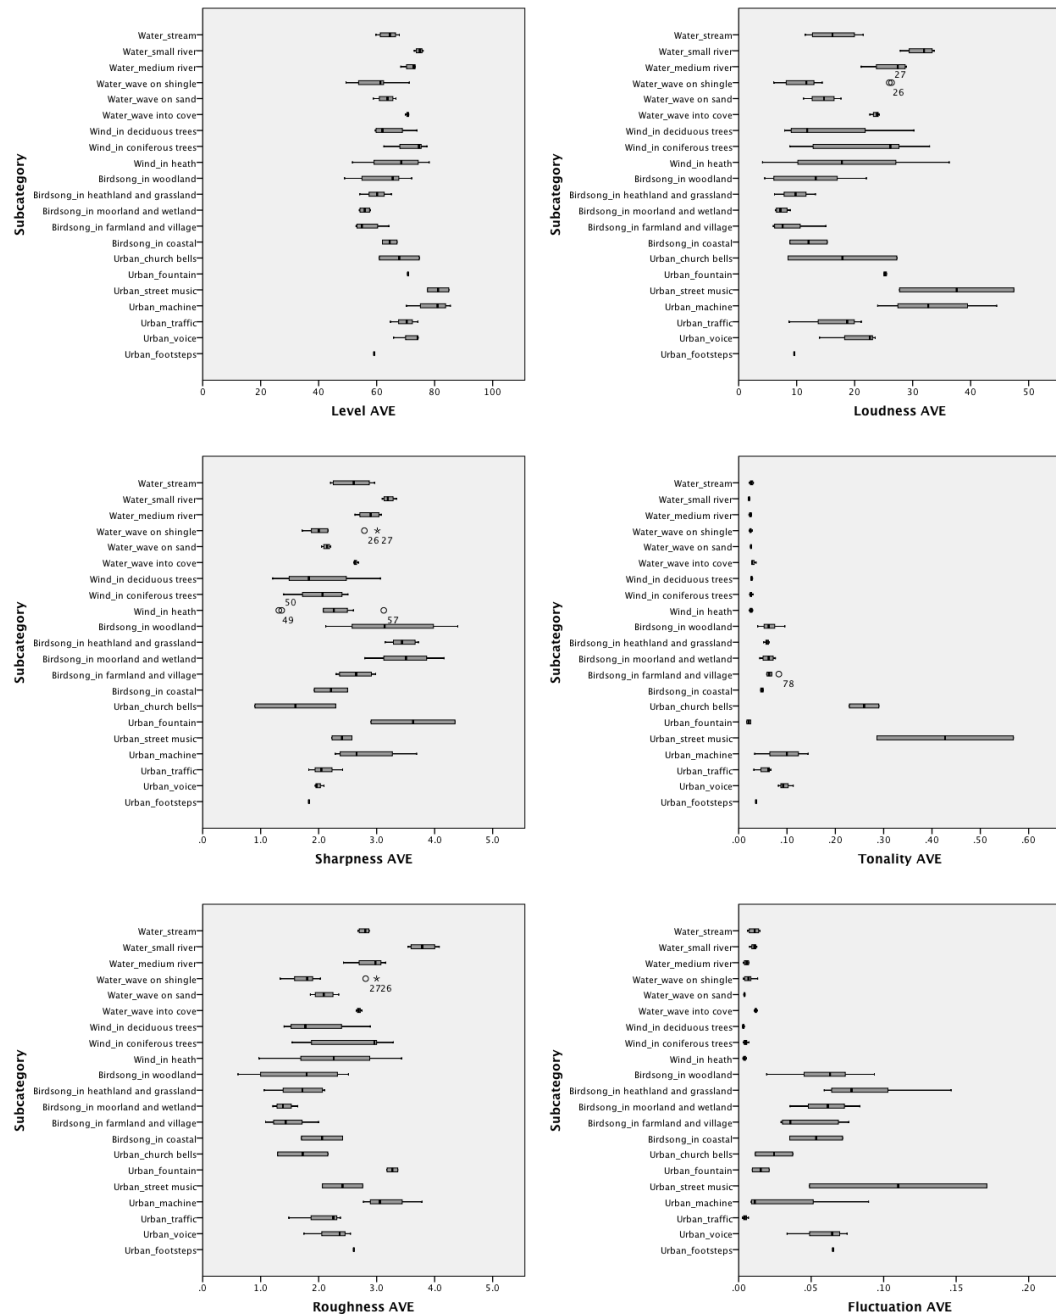 Subcategory
Water_stream
Water_small river
Water_medium river
Water_wave on shingle
Water_wave on sand
Water_wave into cove
Wind_in deciduous trees
Wind_in coniferous trees
Wind_in heath
Birdsong_in woodland
Birdsong_in heathland and grassland
Birdsong_in moorland and wetland
Birdsong_in farmland and village
Birdsong_in coastal
Urban_church bells
Urban_fountain
Urban_street music
Urban_machine
Urban_traffic
Urban_voice
Urban_footsteps
0 20 40 60 80 100
Level AVE
Subcategory
Water_stream
Water_small river
Water_medium river
Water_wave on shingle
Water_wave on sand
Water_wave into cove
Wind_in deciduous trees
Wind_in coniferous trees
Wind_in heath
Birdsong_in woodland
Birdsong_in heathland and grassland
Birdsong_in moorland and wetland
Birdsong_in farmland and village
Birdsong_in coastal
Urban_church bells
Urban_fountain
Urban_street music
Urban_machine
Urban_traffic
Urban_voice
Urban_footsteps
27
26
0 10 20 30 40 50
Loudness AVE
Subcategory
Water_stream
Water_small river
Water_medium river
Water_wave on shingle
Water_wave on sand
Water_wave into cove
Wind_in deciduous trees
Wind_in coniferous trees
Wind_in heath
Birdsong_in woodland
Birdsong_in heathland and grassland
Birdsong_in moorland and wetland
Birdsong_in farmland and village
Birdsong_in coastal
Urban_church bells
Urban_fountain
Urban_street music
Urban_machine
Urban_traffic
Urban_voice
Urban_footsteps
26 27
50
49
57
.0 1.0 2.0 3.0 4.0 5.0
Sharpness AVE
Subcategory
Water_stream
Water_small river
Water_medium river
Water_wave on shingle
Water_wave on sand
Water_wave into cove
Wind_in deciduous trees
Wind_in coniferous trees
Wind_in heath
Birdsong_in woodland
Birdsong_in heathland and grassland
Birdsong_in moorland and wetland
Birdsong_in farmland and village
Birdsong_in coastal
Urban_church bells
Urban_fountain
Urban_street music
Urban_machine
Urban_traffic
Urban_voice
Urban_footsteps
78
.00 .10 .20 .30 .40 .50 .60
Tonality AVE
Subcategory
Water_stream
Water_small river
Water_medium river
Water_wave on shingle
Water_wave on sand
Water_wave into cove
Wind_in deciduous trees
Wind_in coniferous trees
Wind_in heath
Birdsong_in woodland
Birdsong_in heathland and grassland
Birdsong_in moorland and wetland
Birdsong_in farmland and village
Birdsong_in coastal
Urban_church bells
Urban_fountain
Urban_street music
Urban_machine
Urban_traffic
Urban_voice
Urban_footsteps
2726
.0 1.0 2.0 3.0 4.0 5.0
Roughness AVE
Subcategory
Water_stream
Water_small river
Water_medium river
Water_wave on shingle
Water_wave on sand
Water_wave into cove
Wind_in deciduous trees
Wind_in coniferous trees
Wind_in heath
Birdsong_in woodland
Birdsong_in heathland and grassland
Birdsong_in moorland and wetland
Birdsong_in farmland and village
Birdsong_in coastal
Urban_church bells
Urban_fountain
Urban_street music
Urban_machine
Urban_traffic
Urban_voice
Urban_footsteps
.00 .05 .10 .15 .20
Fluctuation AVE